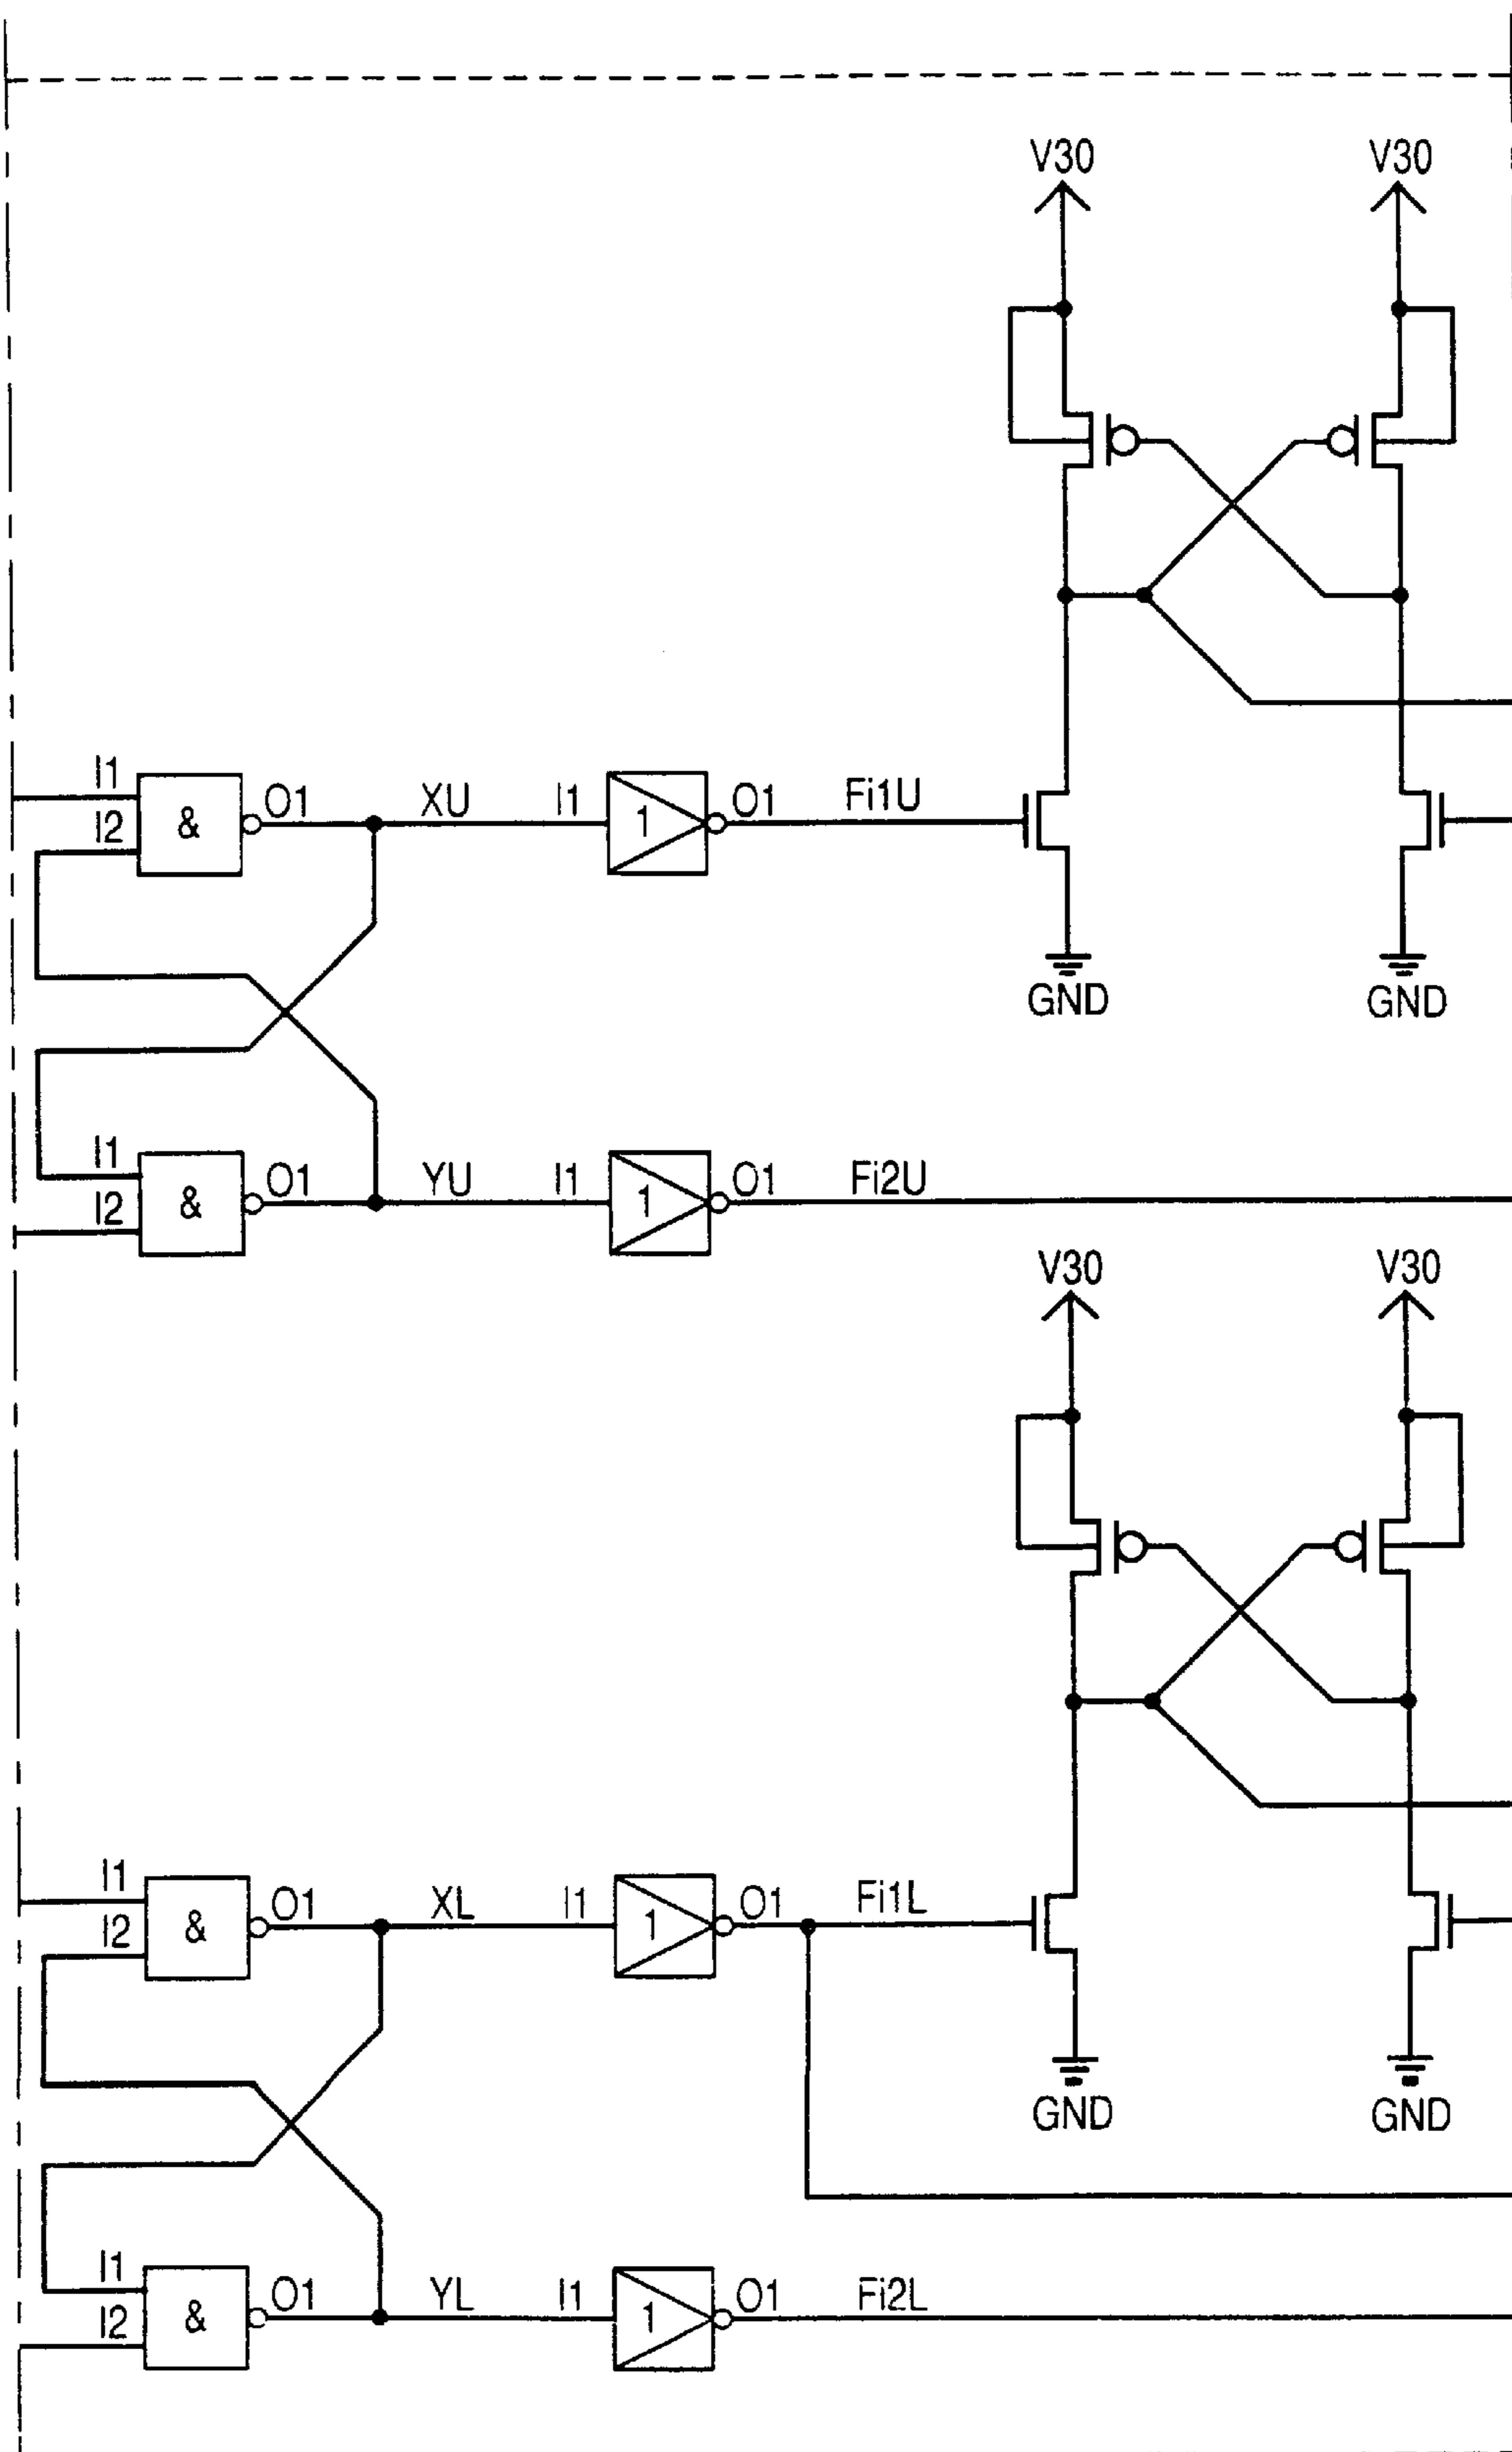 V30 V30
I1 O1 XU I1 O1 Fi1U
I2 & 1
GND GND
I1 O1 YU I1 O1 Fi2U
I2 & 1
V30 V30
I1 O1 XL I1 O1 Fi1L
I2 & 1
GND GND
I1 O1 YL I1 O1 Fi2L
I2 & 1